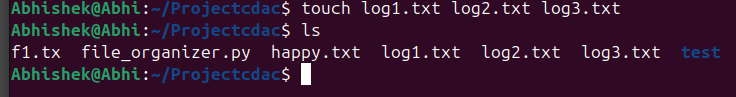 Abhishek@Abhi:~/Projectcdac$ touch log1.txt log2.txt log3.txt
Abhishek@Abhi:~/Projectcdac$ ls
f1.tx  file_organizer.py  happy.txt  log1.txt  log2.txt  log3.txt  test
Abhishek@Abhi:~/Projectcdac$